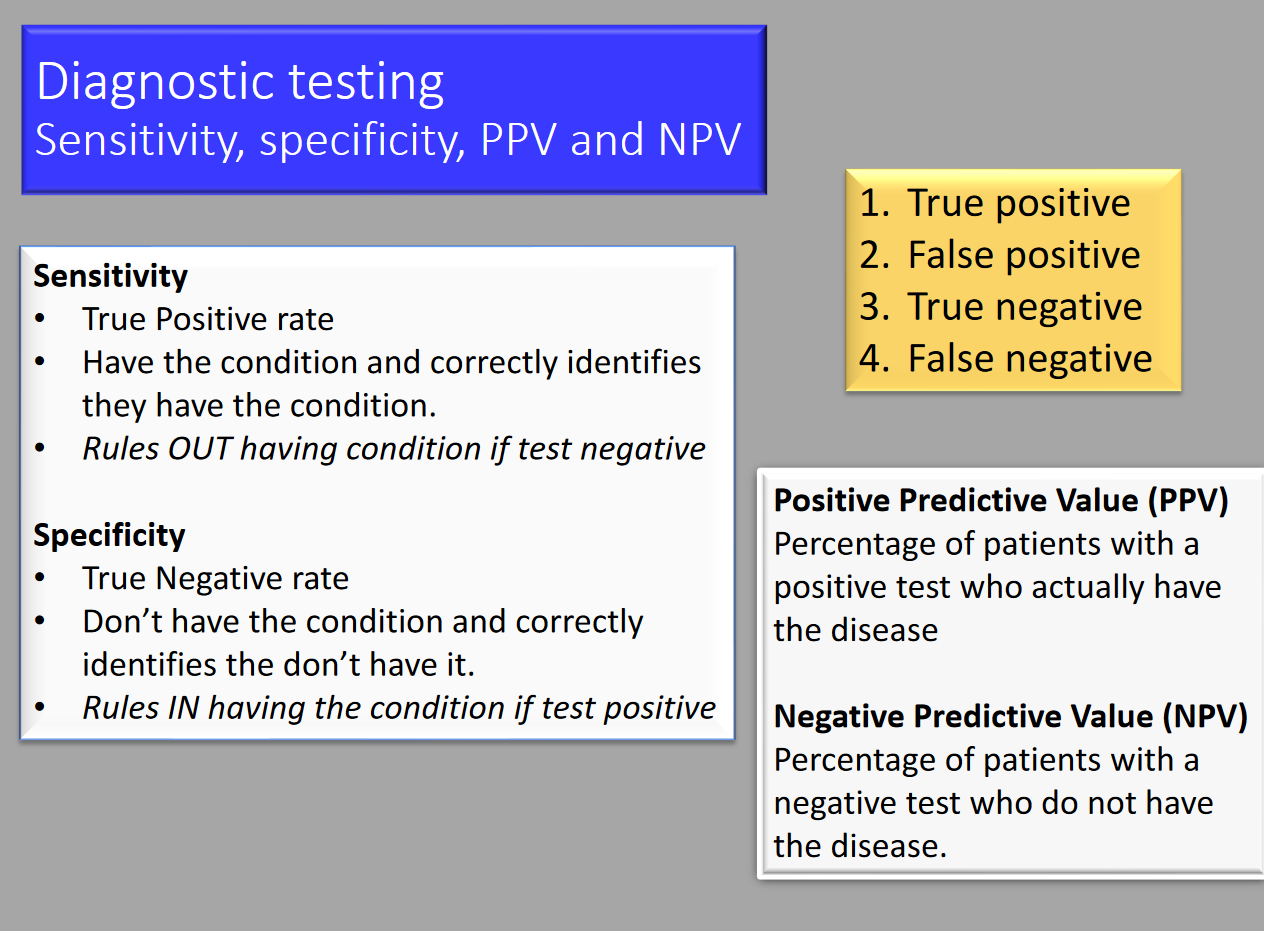 Diagnostic testing
Sensitivity, specificity, PPV and NPV
1. True positive
2. False positive
3. True negative
4. False negative
Sensitivity
• True Positive rate
• Have the condition and correctly identifies
they have the condition.
• Rules OUT having condition if test negative
Specificity
• True Negative rate
• Don’t have the condition and correctly
identifies the don’t have it.
• Rules IN having the condition if test positive
Positive Predictive Value (PPV)
Percentage of patients with a
positive test who actually have
the disease
Negative Predictive Value (NPV)
Percentage of patients with a
negative test who do not have
the disease.